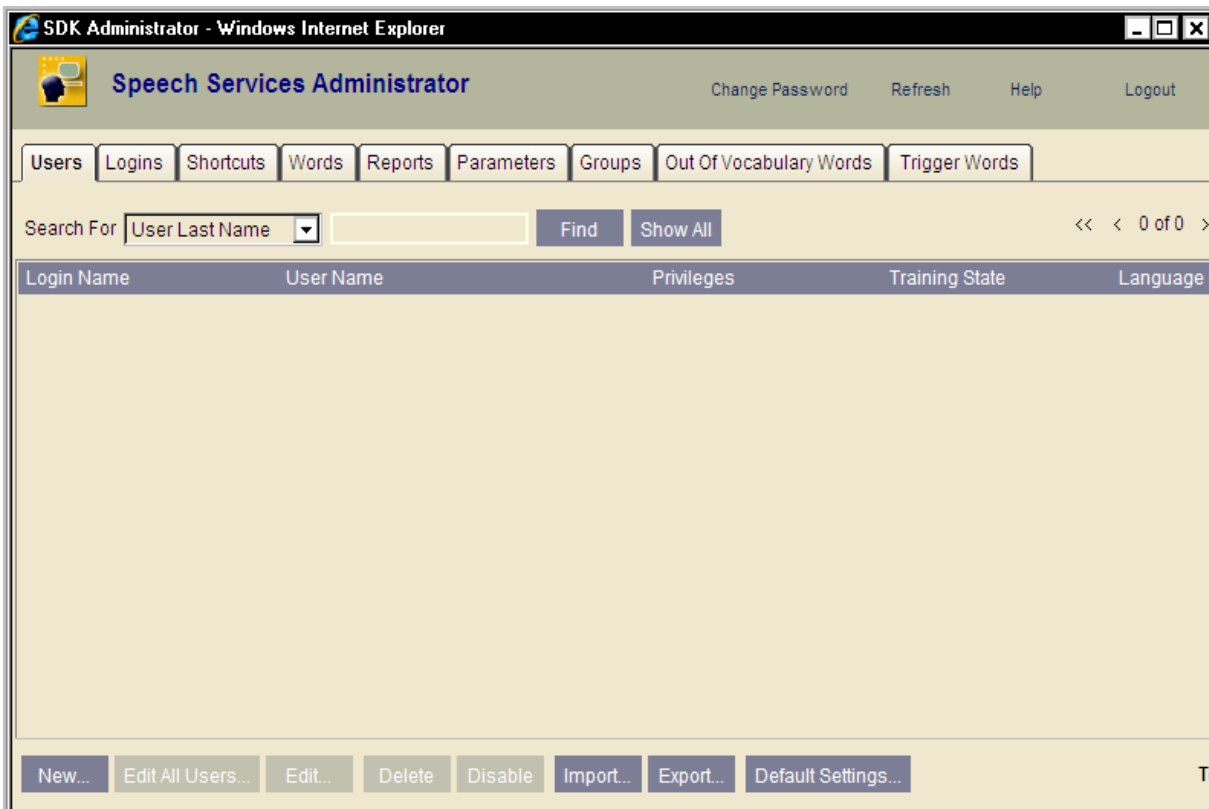 SDK Administrator - Windows Internet Explorer
Speech Services Administrator Change Password Refresh Help Logout
Users Logins Shortcuts Words Reports Parameters Groups Out Of Vocabulary Words Trigger Words
Search For User Last Name Find Show All << < 0 of 0 >
Login Name User Name Privileges Training State Language
New... Edit All Users... Edit... Delete Disable Import... Export... Default Settings...